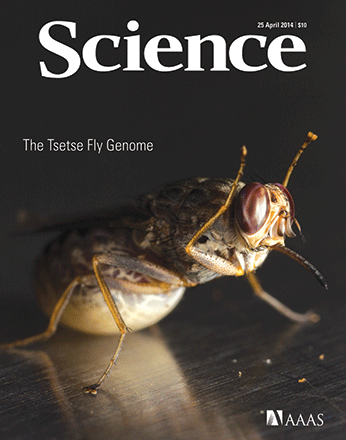 25 April 2014 | $10
Science
The Tsetse Fly Genome
AAAS